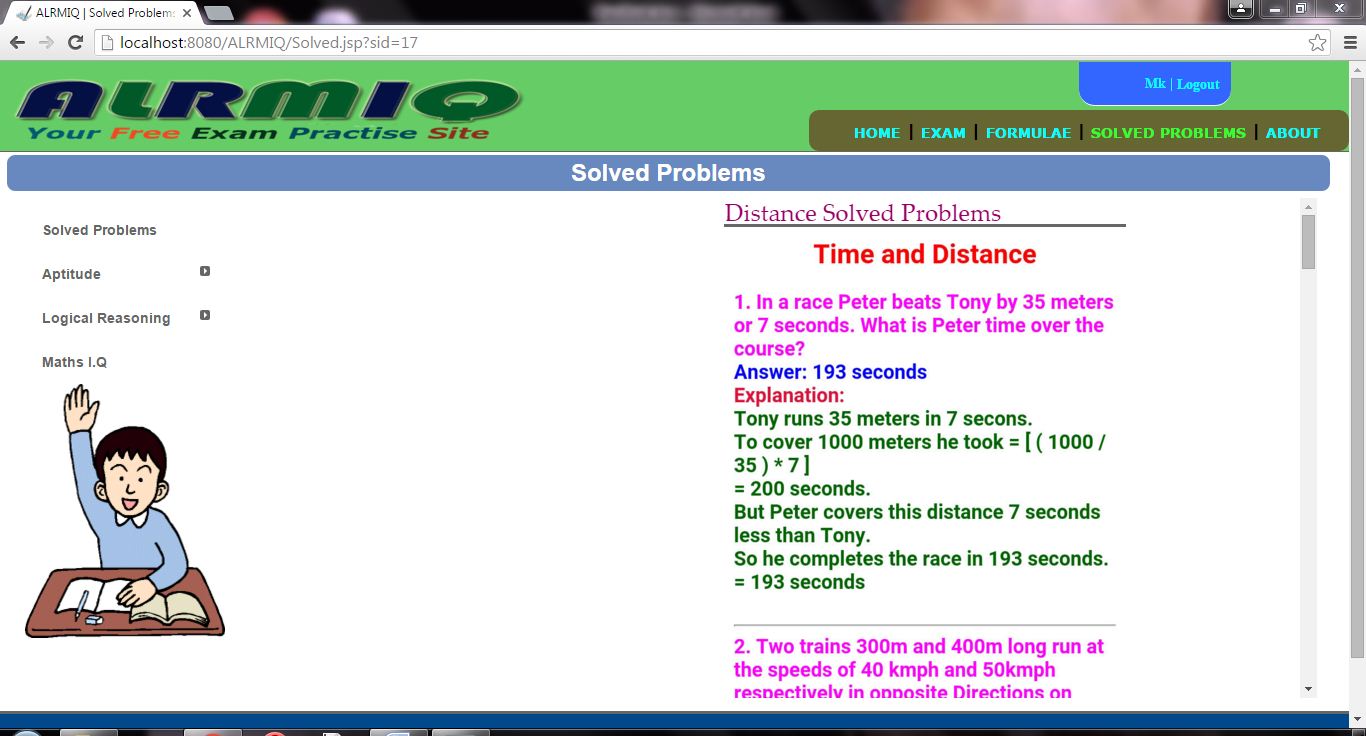 ALRMIQ | Solved Problem
localhost:8080/ALRMIQ/Solved.jsp?sid=17
ALRMIQ
Your Free Exam Practise Site
Mk | Logout
HOME | EXAM | FORMULAE | SOLVED PROBLEMS | ABOUT
Solved Problems
Solved Problems
Aptitude
Logical Reasoning
Maths I.Q
Distance Solved Problems
Time and Distance
1. In a race Peter beats Tony by 35 meters
or 7 seconds. What is Peter time over the
course?
Answer: 193 seconds
Explanation:
Tony runs 35 meters in 7 secons.
To cover 1000 meters he took = [ ( 1000 /
35 ) * 7 ]
= 200 seconds.
But Peter covers this distance 7 seconds
less than Tony.
So he completes the race in 193 seconds.
= 193 seconds
2. Two trains 300m and 400m long run at
the speeds of 40 kmph and 50kmph
respectively in opposite Directions on